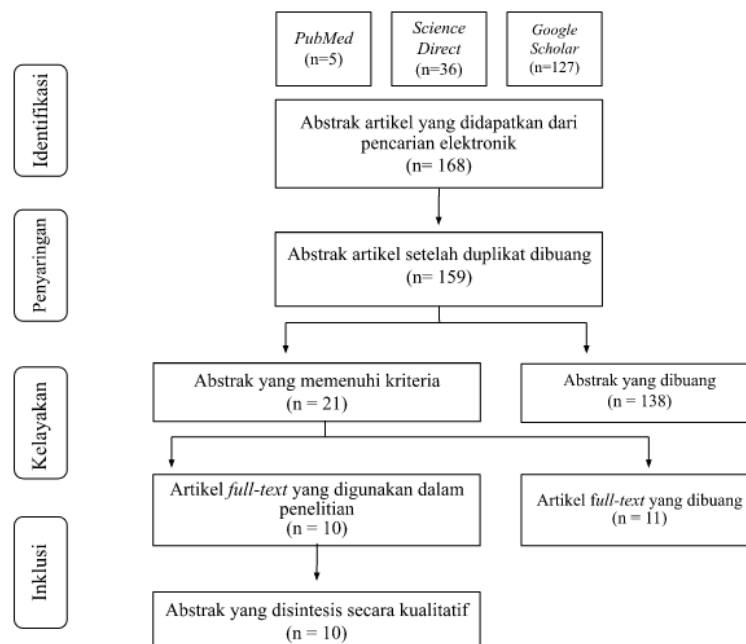 PubMed
(n=5)
Science
Direct
(n=36)
Google
Scholar
(n=127)
Identifikasi
Abstrak artikel yang didapatkan dari
pencarian elektronik
(n= 168)
Penyaringan
Abstrak artikel setelah duplikat dibuang
(n= 159)
Kelayakan
Abstrak yang memenuhi kriteria
(n = 21)
Abstrak yang dibuang
(n = 138)
Artikel full-text yang digunakan dalam
penelitian
(n = 10)
Artikel full-text yang dibuang
(n = 11)
Inklusi
Abstrak yang disintesis secara kualitatif
(n = 10)